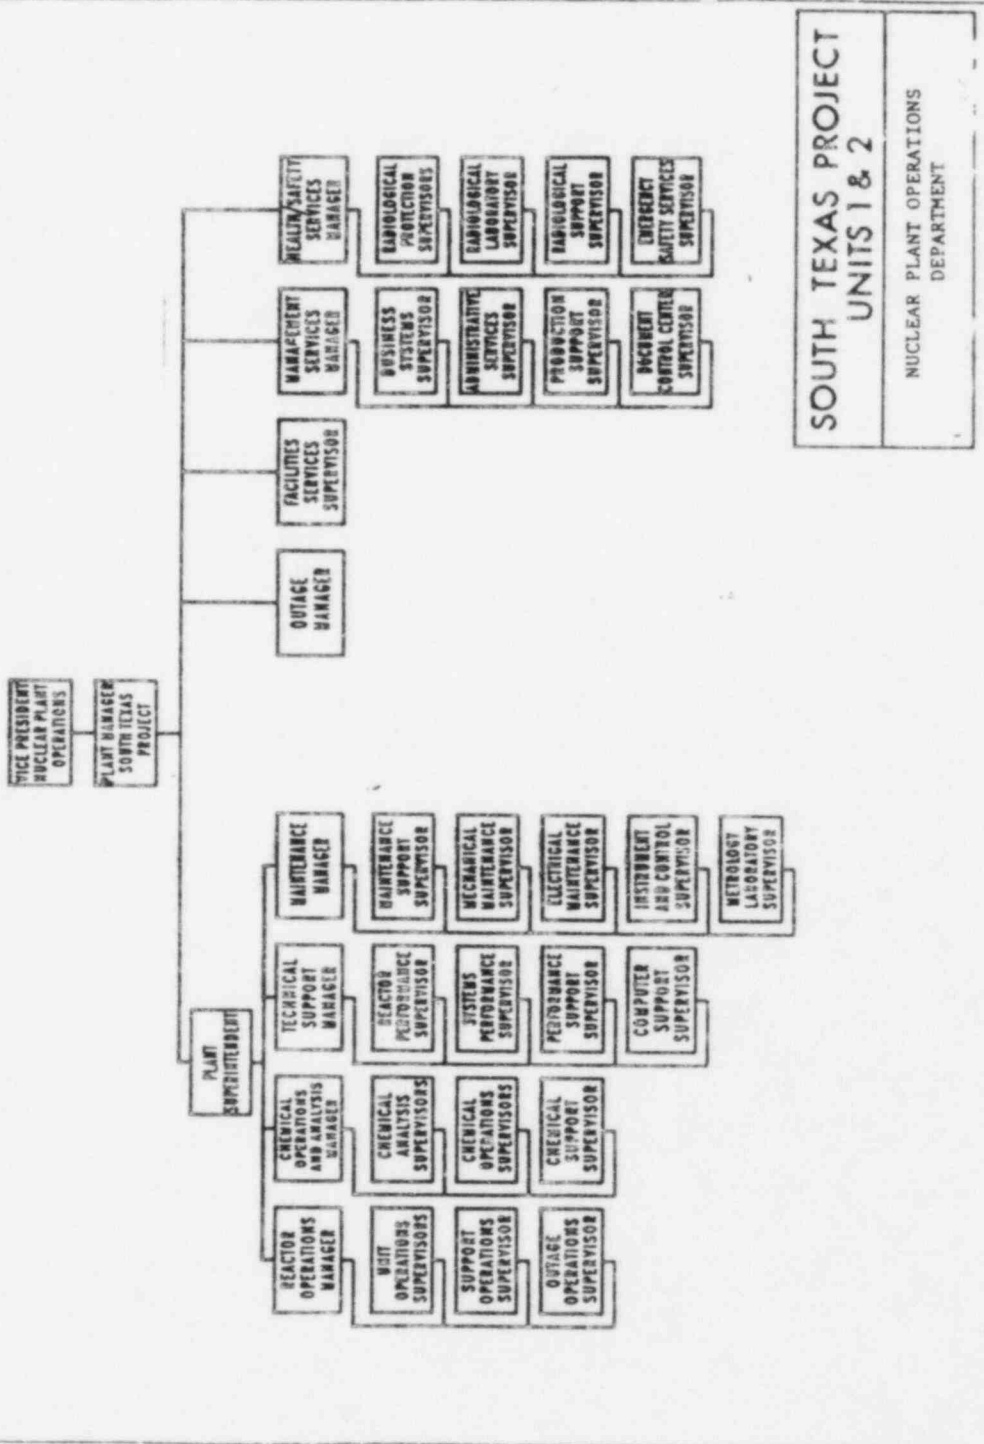 VICE PRESIDENT
NUCLEAR PLANT
OPERATIONS
PLANT MANAGER
SOUTH TEXAS
PROJECT
PLANT
SUPERINTENDENT
REACTOR
OPERATIONS
MANAGER
UNIT
OPERATIONS
SUPERVISORS
SUPPORT
OPERATIONS
SUPERVISOR
OUTAGE
OPERATIONS
SUPERVISOR
CHEMICAL
OPERATIONS
AND ANALYSIS
MANAGER
CHEMICAL
ANALYSIS
SUPERVISORS
CHEMICAL
OPERATIONS
SUPERVISORS
CHEMICAL
SUPPORT
SUPERVISOR
TECHNICAL
SUPPORT
MANAGER
REACTOR
PERFORMANCE
SUPERVISOR
SYSTEMS
PERFORMANCE
SUPERVISOR
PERFORMANCE
SUPPORT
SUPERVISOR
COMPUTER
SUPPORT
SUPERVISOR
MAINTENANCE
MANAGER
MAINTENANCE
SUPPORT
SUPERVISOR
MECHANICAL
MAINTENANCE
SUPERVISOR
ELECTRICAL
MAINTENANCE
SUPERVISOR
INSTRUMENT
AND CONTROL
SUPERVISOR
METROLOGY
LABORATORY
SUPERVISOR
OUTAGE
MANAGER
FACILITIES
SERVICES
SUPERVISOR
MANAGEMENT
SERVICES
MANAGER
BUSINESS
SYSTEMS
SUPERVISOR
ADMINISTRATIVE
SERVICES
SUPERVISOR
PRODUCTION
SUPPORT
SUPERVISOR
DOCUMENT
CONTROL CENTER
SUPERVISOR
HEALTH/SAFETY
SERVICES
MANAGER
RADIOLOGICAL
PROTECTION
SUPERVISORS
RADIOLOGICAL
LABORATORY
SUPERVISOR
RADIOLOGICAL
SUPPORT
SUPERVISOR
EMERGENCY
SAFETY SERVICES
SUPERVISOR
SOUTH TEXAS PROJECT
UNITS 1 & 2
NUCLEAR PLANT OPERATIONS
DEPARTMENT